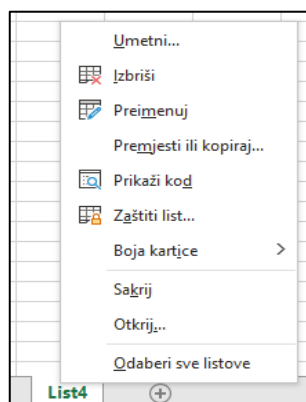 Umetni...
Izbriši
Preimenuj
Premjesti ili kopiraj...
Prikaži kod
Zaštiti list...
Boja kartice
Sakrij
Otkrij...
Odaberi sve listove
List4